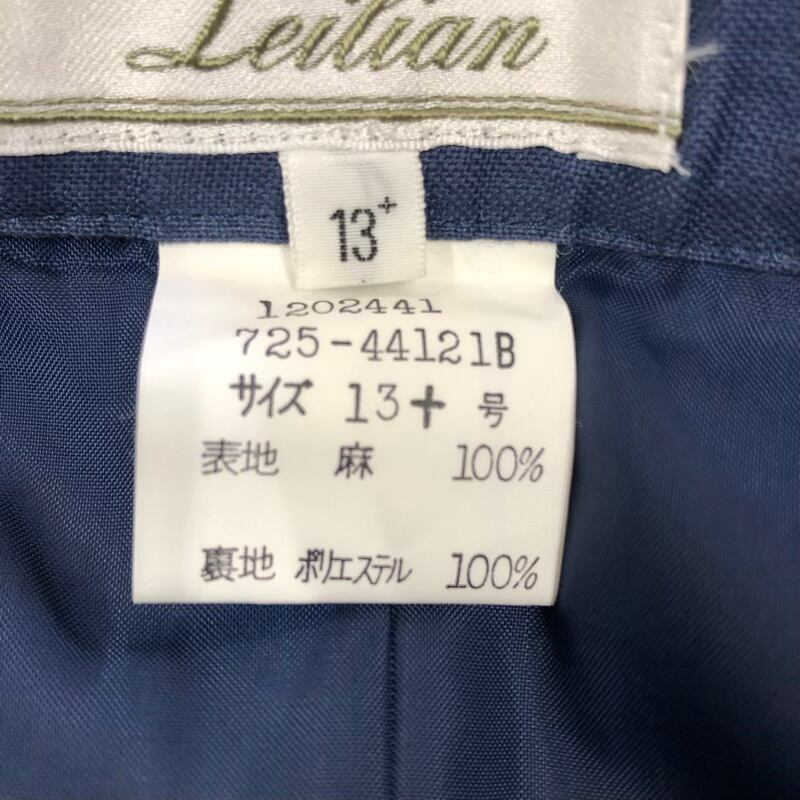 Leilian
13+
1202441
725-44121B
サイズ 13+ 号
表地 麻 100%
裏地 ポリエステル 100%